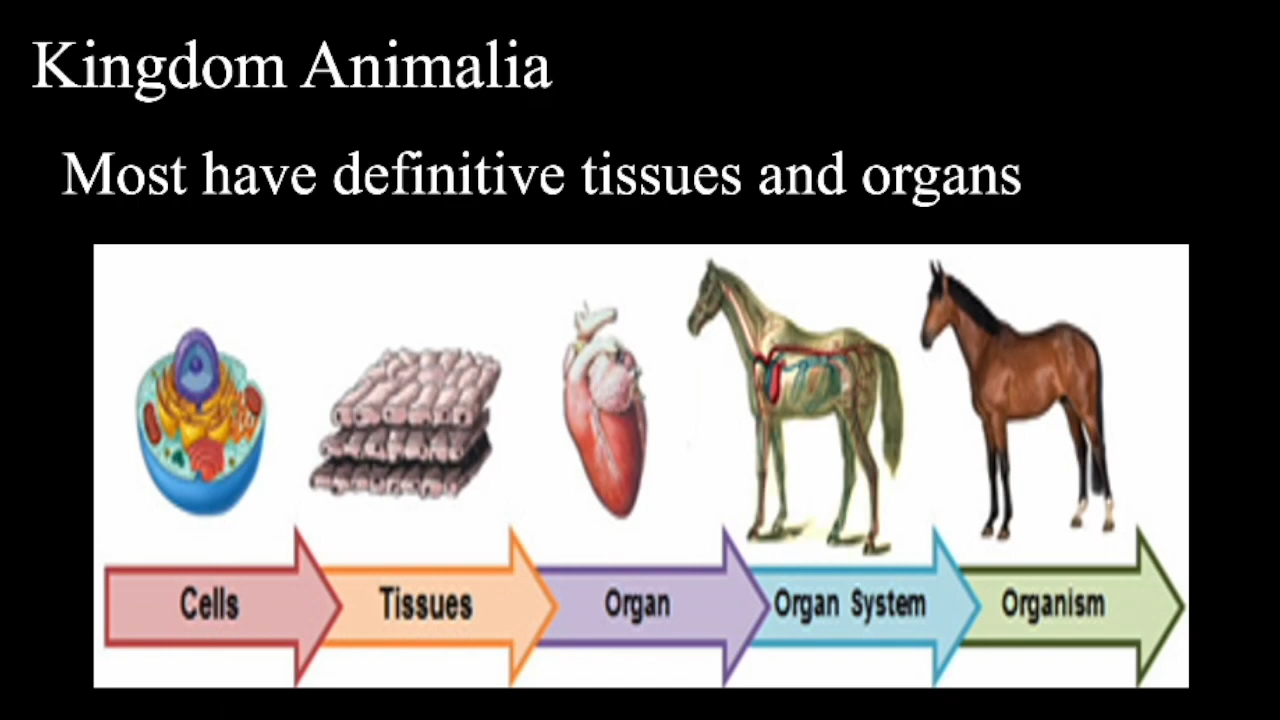 Kingdom Animalia
Most have definitive tissues and organs
Cells Tissues Organ Organ System Organism